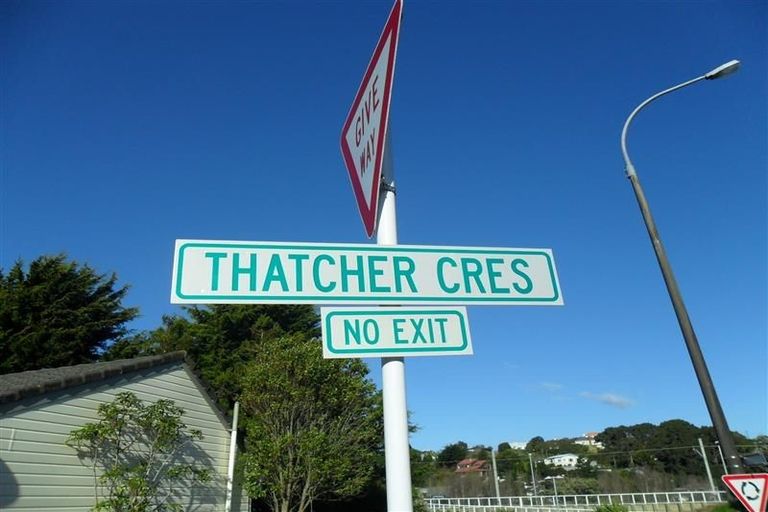 GIVE
WAY
THATCHER CRES
NO EXIT